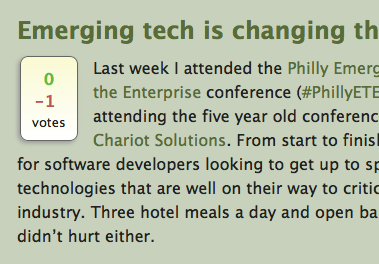 Emerging tech is changing th
0
-1
votes
Last week I attended the Philly Emerg
the Enterprise conference (#PhillyETE
attending the five year old conferenc
Chariot Solutions. From start to finis
for software developers looking to get up to sp
technologies that are well on their way to critic
industry. Three hotel meals a day and open ba
didn't hurt either.